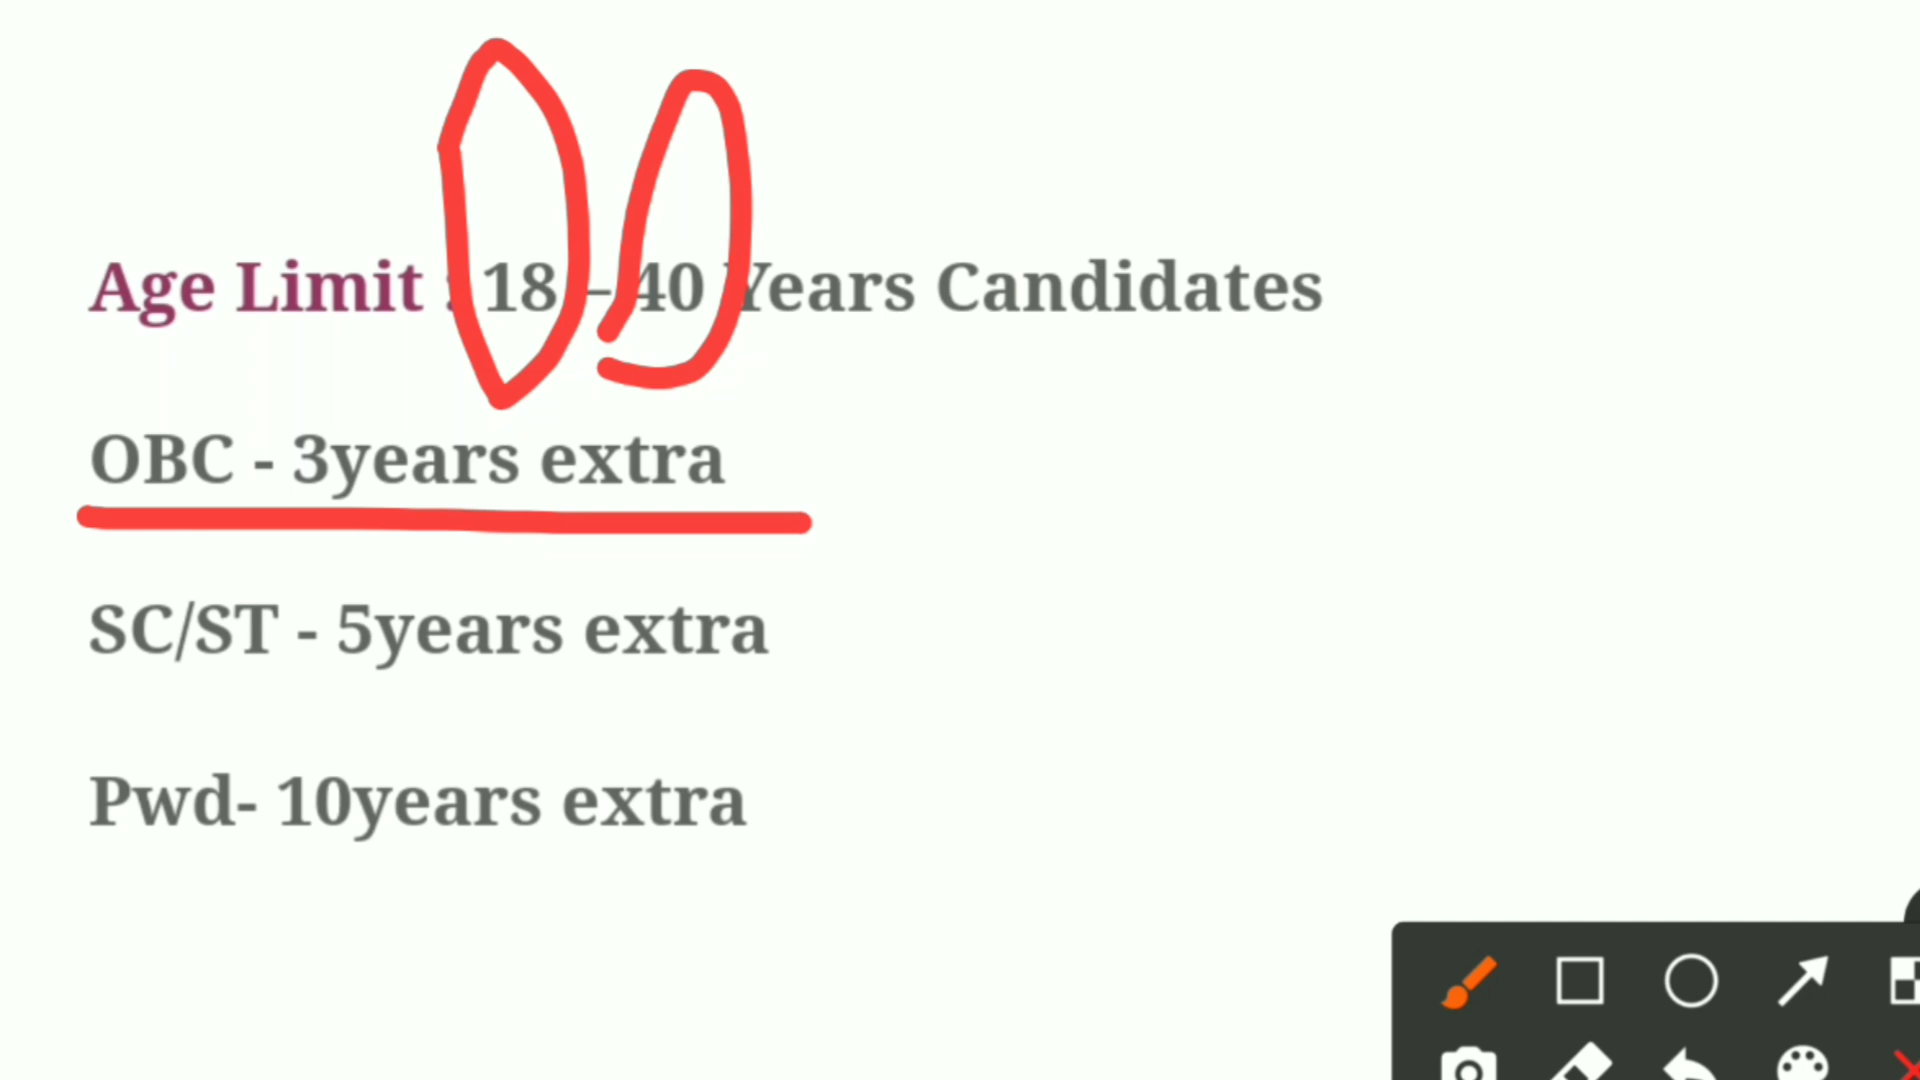 Age Limit : 18 – 40 Years Candidates
OBC - 3years extra
SC/ST - 5years extra
Pwd- 10years extra